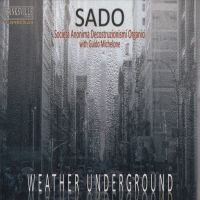 SADO
Società Anonima Decostruzionismi Organici
with Guido Michelone
WEATHER UNDERGROUND